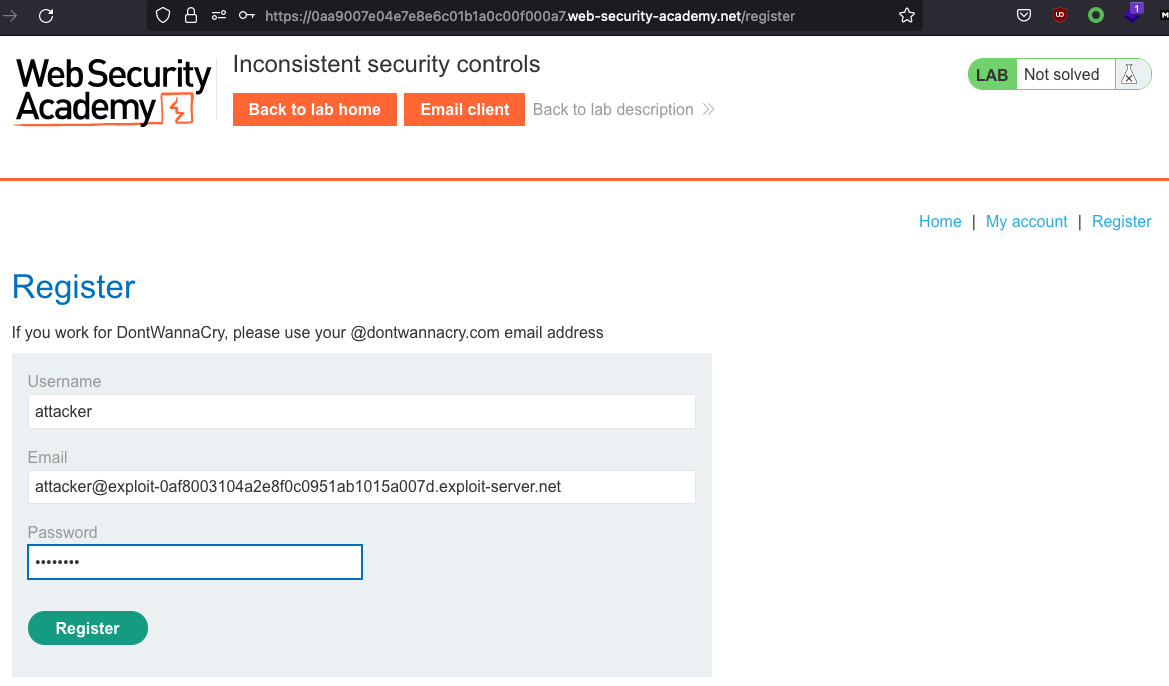 https://0aa9007e04e7e8e6c01b1a0c00f000a7.web-security-academy.net/register
UD
1
M
Web Security
Academy
Inconsistent security controls
Back to lab home
Email client
Back to lab description
LAB
Not solved
Home | My account | Register
Register
If you work for DontWannaCry, please use your @dontwannacry.com email address
Username
attacker
Email
attacker@exploit-0af8003104a2e8f0c0951ab1015a007d.exploit-server.net
Password
••••••••
Register